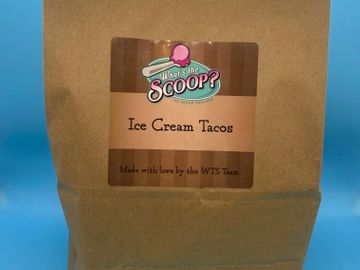 What's the
SCOOP?
Ice Cream Tacos
Made with love by the WTS Team.